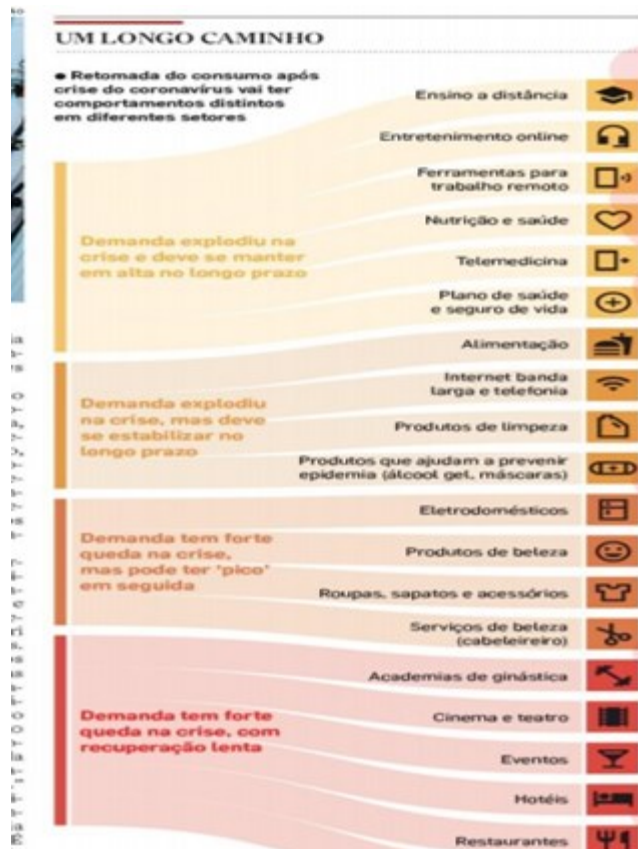 UM LONGO CAMINHO
• Retomada do consumo após
crise do coronavírus vai ter
comportamentos distintos
em diferentes setores
Demanda explodiu na
crise e deve se manter
em alta no longo prazo
Ensino a distância
Entretenimento online
Ferramentas para
trabalho remoto
Nutrição e saúde
Telemedicina
Plano de saúde
e seguro de vida
Demanda explodiu
na crise, mas deve
se estabilizar no
longo prazo
Alimentação
Internet banda
larga e telefonia
Produtos de limpeza
Produtos que ajudam a prevenir
epidemia (álcool gel, máscaras)
Demanda tem forte
queda na crise,
mas pode ter 'pico'
em seguida
Eletrodomésticos
Produtos de beleza
Roupas, sapatos e acessórios
Serviços de beleza
(cabeleireiro)
Demanda tem forte
queda na crise, com
recuperação lenta
Academias de ginástica
Cinema e teatro
Eventos
Hotéis
Restaurantes